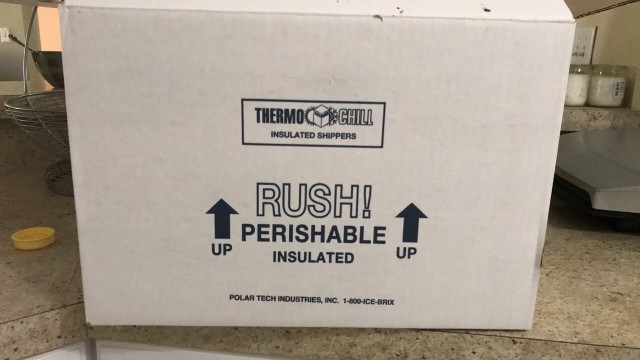 THERMO CHILL
INSULATED SHIPPERS
RUSH!
UP PERISHABLE UP
INSULATED
POLAR TECH INDUSTRIES, INC. 1-800-ICE-BRIX